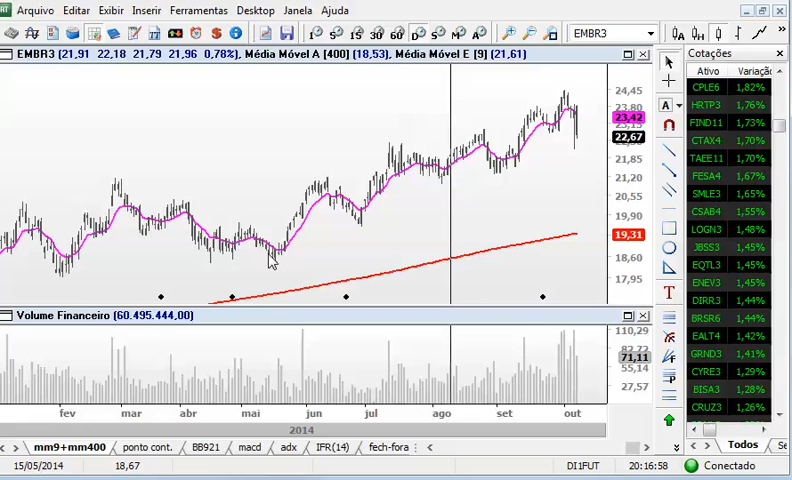 Arquivo Editar Exibir Inserir Ferramentas Desktop Janela Ajuda
1 5 15 30 60 D S M A EMBR3
EMBR3 (21,91 22,18 21,79 21,96 0,78%), Média Móvel A [400] (18,53), Média Móvel E [9] (21,61)
24,45
23,80
23,42
22,67
21,85
21,20
20,55
19,90
19,31
18,60
17,95
Volume Financeiro (60.495.444,00)
110,29
71,11
55,14
27,57
fev mar abr mai jun jul ago set out
2014
mm9+mm400 ponto cont. BB921 macd adx IFR(14) fech-fora
15/05/2014 18,67 DI1FUT 20:16:58 Conectado
Cotações
Ativo Variação
CPLE6 1,82%
HRTP3 1,76%
FIND11 1,73%
CTAX4 1,70%
TAEE11 1,70%
FESA4 1,67%
SMLE3 1,65%
CSAB4 1,55%
LOGN3 1,48%
JBSS3 1,47%
EQTL3 1,47%
ENEV3 1,45%
DIRR3 1,44%
BRSR6 1,44%
EALT4 1,42%
GRND3 1,41%
CYRE3 1,29%
BISA3 1,28%
CRUZ3 1,26%
Todos